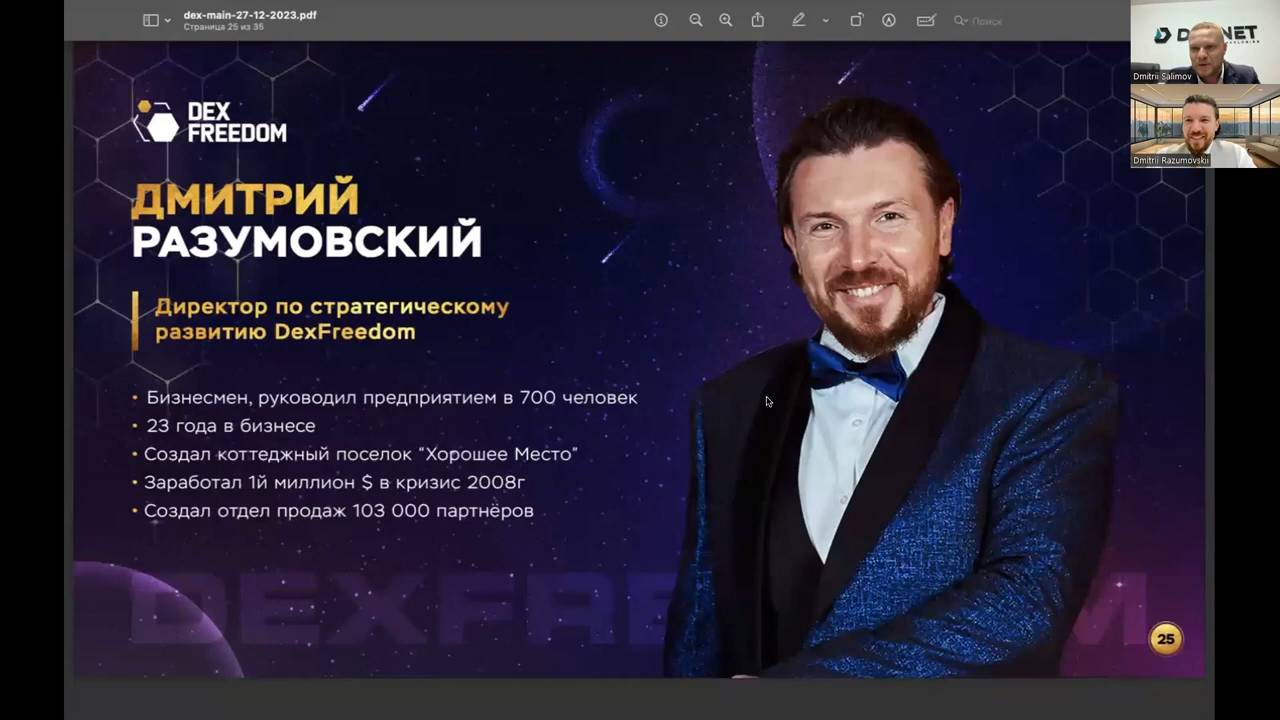 dex-main-27-12-2023.pdf
Страница 25 из 35
Поиск
Dmitrii Salimov
Dmitrii Razumovskii
DEX
FREEDOM
ДМИТРИЙ
РАЗУМОВСКИЙ
Директор по стратегическому
развитию DexFreedom
• Бизнесмен, руководил предприятием в 700 человек
• 23 года в бизнесе
• Создал коттеджный поселок "Хорошее Место"
• Заработал 1й миллион $ в кризис 2008г
• Создал отдел продаж 103 000 партнёров
25